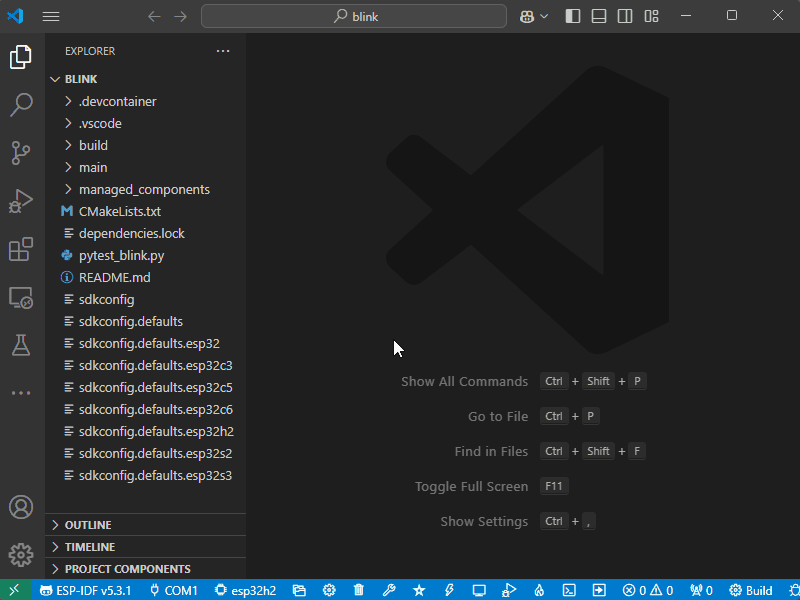 blink
EXPLORER
BLINK
.devcontainer
.vscode
build
main
managed_components
CMakeLists.txt
dependencies.lock
pytest_blink.py
README.md
sdkconfig
sdkconfig.defaults
sdkconfig.defaults.esp32
sdkconfig.defaults.esp32c3
sdkconfig.defaults.esp32c5
sdkconfig.defaults.esp32c6
sdkconfig.defaults.esp32h2
sdkconfig.defaults.esp32s2
sdkconfig.defaults.esp32s3
OUTLINE
TIMELINE
PROJECT COMPONENTS
Show All Commands Ctrl + Shift + P
Go to File Ctrl + P
Find in Files Ctrl + Shift + F
Toggle Full Screen F11
Show Settings Ctrl + ,
ESP-IDF v5.3.1 COM1 esp32h2 0 0 0 Build